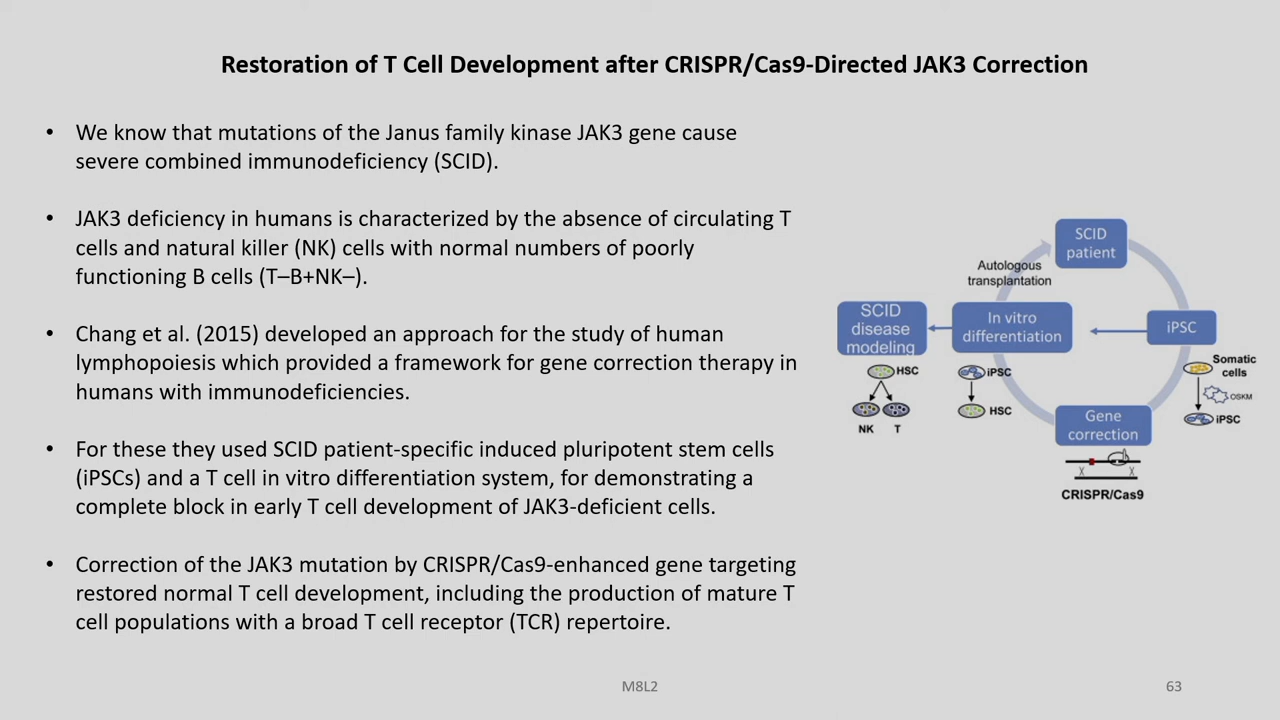 Restoration of T Cell Development after CRISPR/Cas9-Directed JAK3 Correction
• We know that mutations of the Janus family kinase JAK3 gene cause
severe combined immunodeficiency (SCID).
• JAK3 deficiency in humans is characterized by the absence of circulating T
cells and natural killer (NK) cells with normal numbers of poorly
functioning B cells (T–B+NK–).
• Chang et al. (2015) developed an approach for the study of human
lymphopoiesis which provided a framework for gene correction therapy in
humans with immunodeficiencies.
• For these they used SCID patient-specific induced pluripotent stem cells
(iPSCs) and a T cell in vitro differentiation system, for demonstrating a
complete block in early T cell development of JAK3-deficient cells.
• Correction of the JAK3 mutation by CRISPR/Cas9-enhanced gene targeting
restored normal T cell development, including the production of mature T
cell populations with a broad T cell receptor (TCR) repertoire.
SCID
patient
Autologous
transplantation
SCID
disease
modeling
In vitro
differentiation
iPSC
HSC
NK
T
iPSC
HSC
Somatic
cells
OSKM
iPSC
Gene
correction
CRISPR/Cas9
M8L2
63